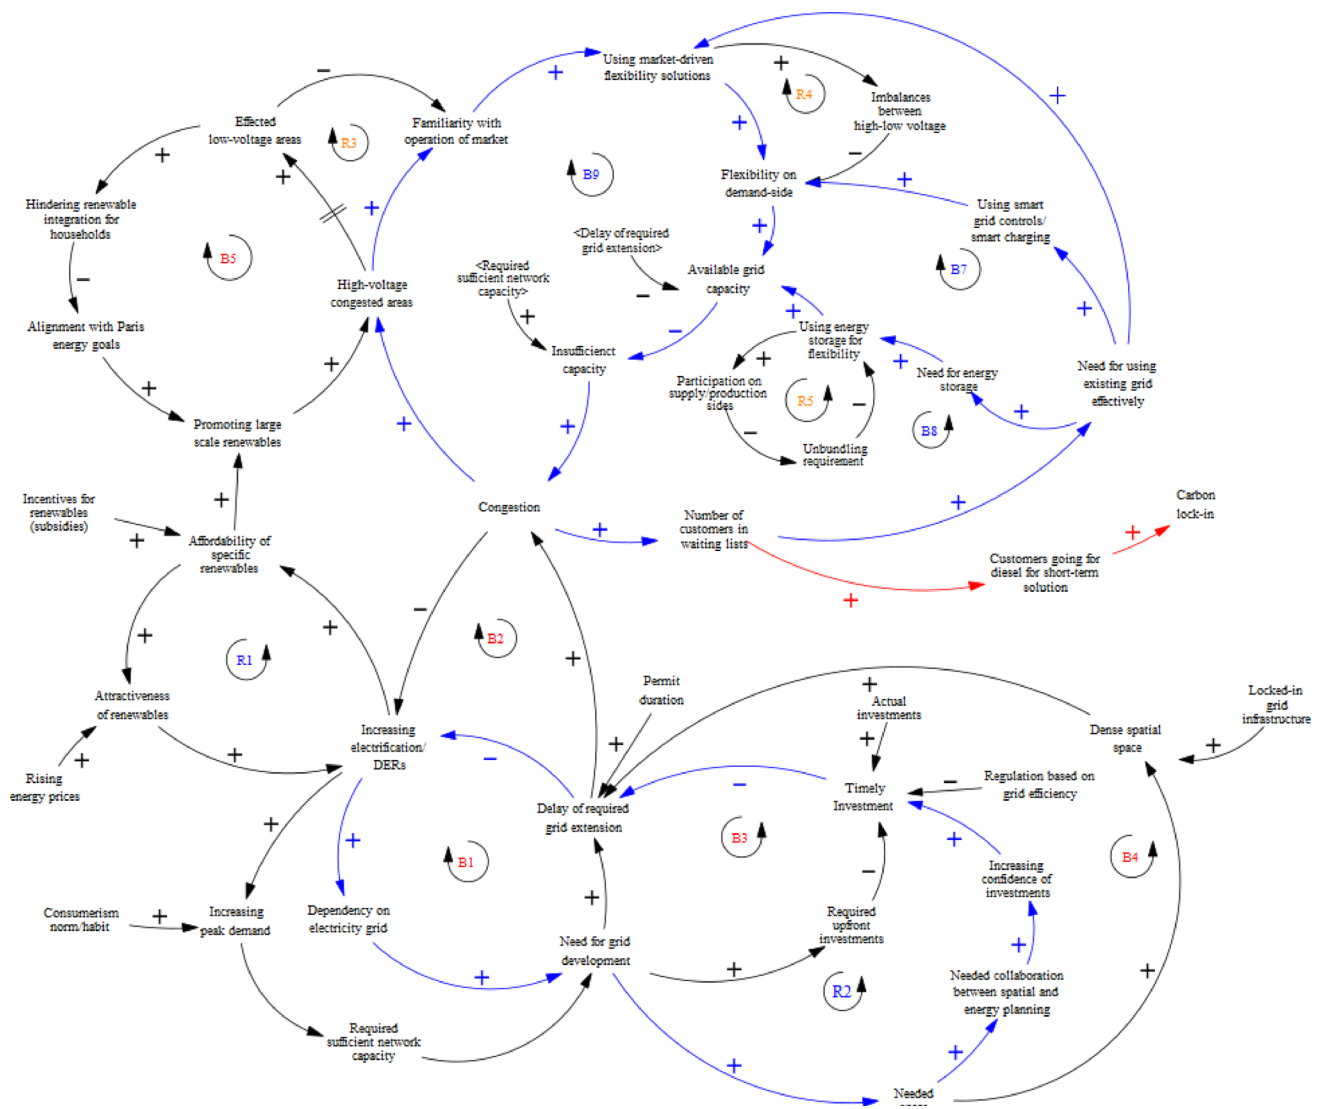 Using market-driven
flexibility solutions
Imbalances
between
high-low voltage
Effected
low-voltage areas
Familiarity with
operation of market
R3
R4
B9
Flexibility on
demand-side
Using smart
grid controls/
smart charging
Hindering renewable
integration for
households
B5
<Delay of required
grid extension>
<Required
sufficient network
capacity>
Available grid
capacity
B7
High-voltage
congested areas
Alignment with Paris
energy goals
Insufficienct
capacity
Using energy
storage for
flexibility
Participation on
supply/production
sides
R5
Need for energy
storage
Need for using
existing grid
effectively
B8
Unbundling
requirement
Promoting large
scale renewables
Congestion
Number of
customers in
waiting lists
Carbon
lock-in
Incentives for
renewables
(subsidies)
Affordability of
specific
renewables
Customers going for
diesel for short-term
solution
B2
R1
Permit
duration
Attractiveness
of renewables
Actual
investments
Locked-in
grid
infrastructure
Increasing
electrification/
DERs
Dense spatial
space
Rising
energy prices
Timely
Investment
Regulation based on
grid efficiency
Delay of required
grid extension
B1
B3
B4
Increasing
confidence of
investments
Consumerism
norm/habit
Increasing
peak demand
Dependency on
electricity grid
Required
upfront
investments
Need for grid
development
R2
Needed collaboration
between spatial and
energy planning
Required
sufficient network
capacity
Needed